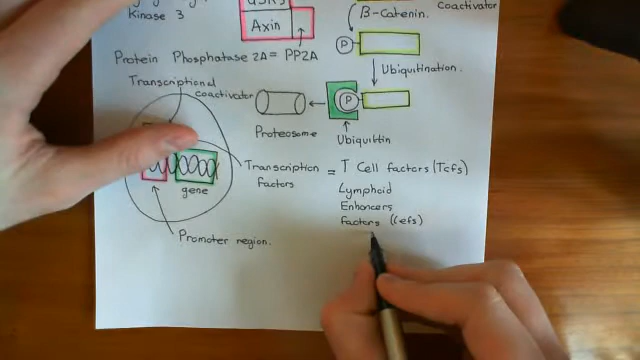 Kinase 3
GSK3
Axin
Protein Phosphatase 2A = PP2A
Coactivator
β-Catenin.
P
Ubiquitination.
Transcriptional
coactivator
P
Proteosome
Ubiquitin
gene
Transcription
factors
= T Cell factors (Tcfs)
Lymphoid
Enhancers
factors (Lefs)
Promoter region.